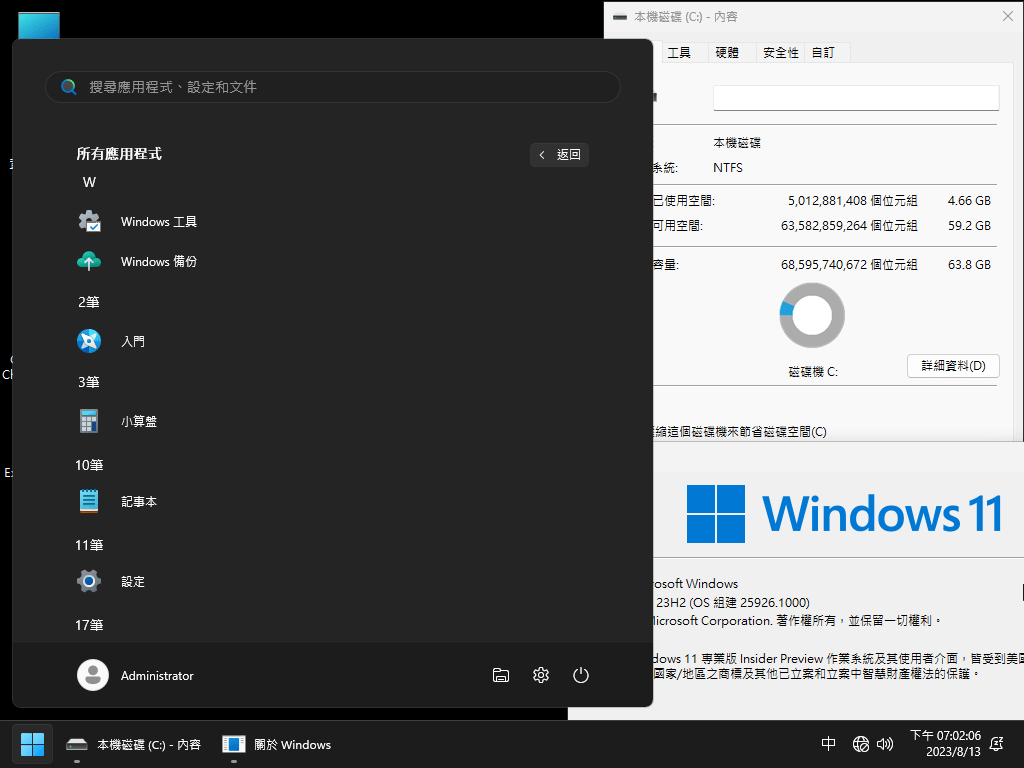 本機磁碟 (C:) - 內容
工具
硬體
安全性
自訂
本機磁碟
系統:
NTFS
已使用空間:
5,012,881,408 個位元組
4.66 GB
可用空間:
63,582,859,264 個位元組
59.2 GB
容量:
68,595,740,672 個位元組
63.8 GB
磁碟機 C:
詳細資料(D)
縮這個磁碟機來節省磁碟空間(C)
Windows 11
rosoft Windows
23H2 (OS 組建 25926.1000)
Microsoft Corporation. 著作權所有，並保留一切權利。
dows 11 專業版 Insider Preview 作業系統及其使用者介面，皆受到美國
國家/地區之商標及其他已立案和立案中智慧財產權法的保護。
搜尋應用程式、設定和文件
所有應用程式
返回
W
Windows 工具
Windows 備份
2筆
入門
3筆
小算盤
10筆
記事本
11筆
設定
17筆
Administrator
本機磁碟 (C:) - 內容
關於 Windows
中
下午 07:02:06
2023/8/13